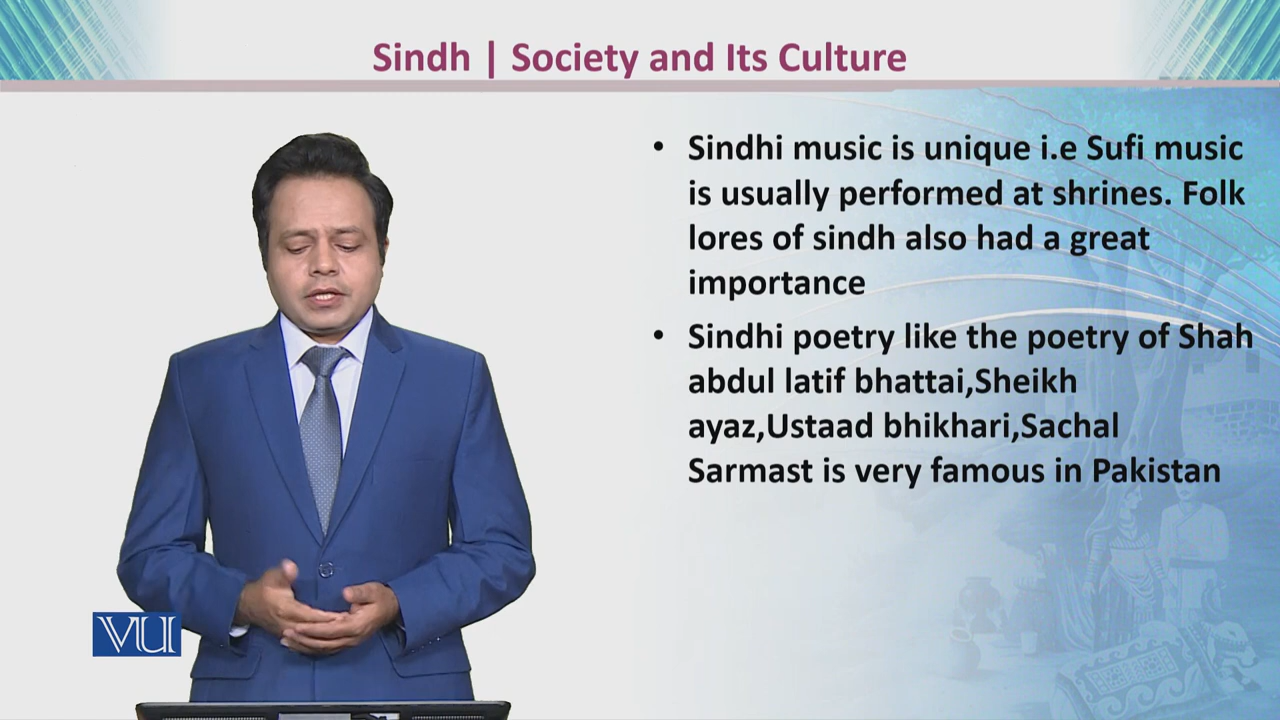 Sindh | Society and Its Culture
• Sindhi music is unique i.e Sufi music
is usually performed at shrines. Folk
lores of sindh also had a great
importance
• Sindhi poetry like the poetry of Shah
abdul latif bhattai,Sheikh
ayaz,Ustaad bhikhari,Sachal
Sarmast is very famous in Pakistan
VU